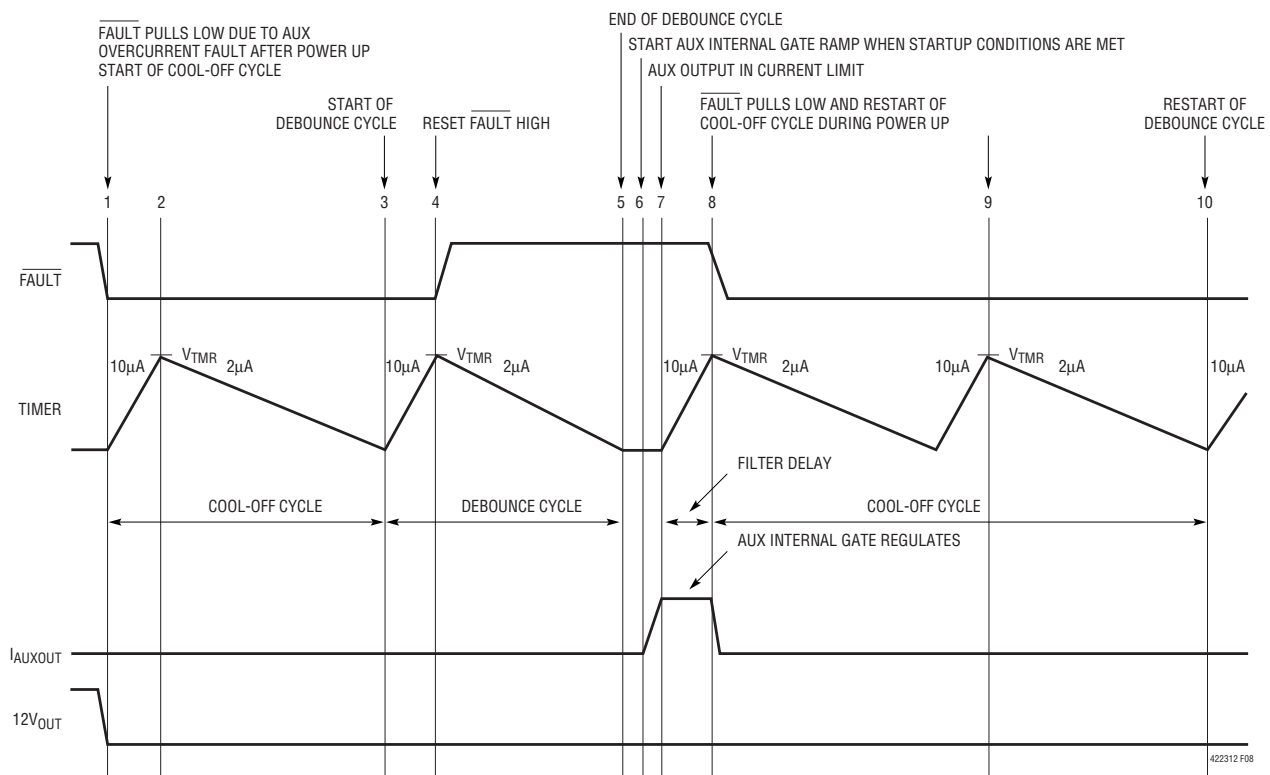 FAULT PULLS LOW DUE TO AUX
OVERCURRENT FAULT AFTER POWER UP
START OF COOL-OFF CYCLE
START OF
DEBOUNCE CYCLE
RESET FAULT HIGH
END OF DEBOUNCE CYCLE
START AUX INTERNAL GATE RAMP WHEN STARTUP CONDITIONS ARE MET
AUX OUTPUT IN CURRENT LIMIT
FAULT PULLS LOW AND RESTART OF
COOL-OFF CYCLE DURING POWER UP
RESTART OF
DEBOUNCE CYCLE
1 2 3 4 5 6 7 8 9 10
FAULT
TIMER
10µA VTMR 2µA 10µA VTMR 2µA 10µA VTMR 2µA 10µA VTMR 2µA 10µA
FILTER DELAY
COOL-OFF CYCLE DEBOUNCE CYCLE COOL-OFF CYCLE
AUX INTERNAL GATE REGULATES
IAUXOUT
12VOUT
422312 F08